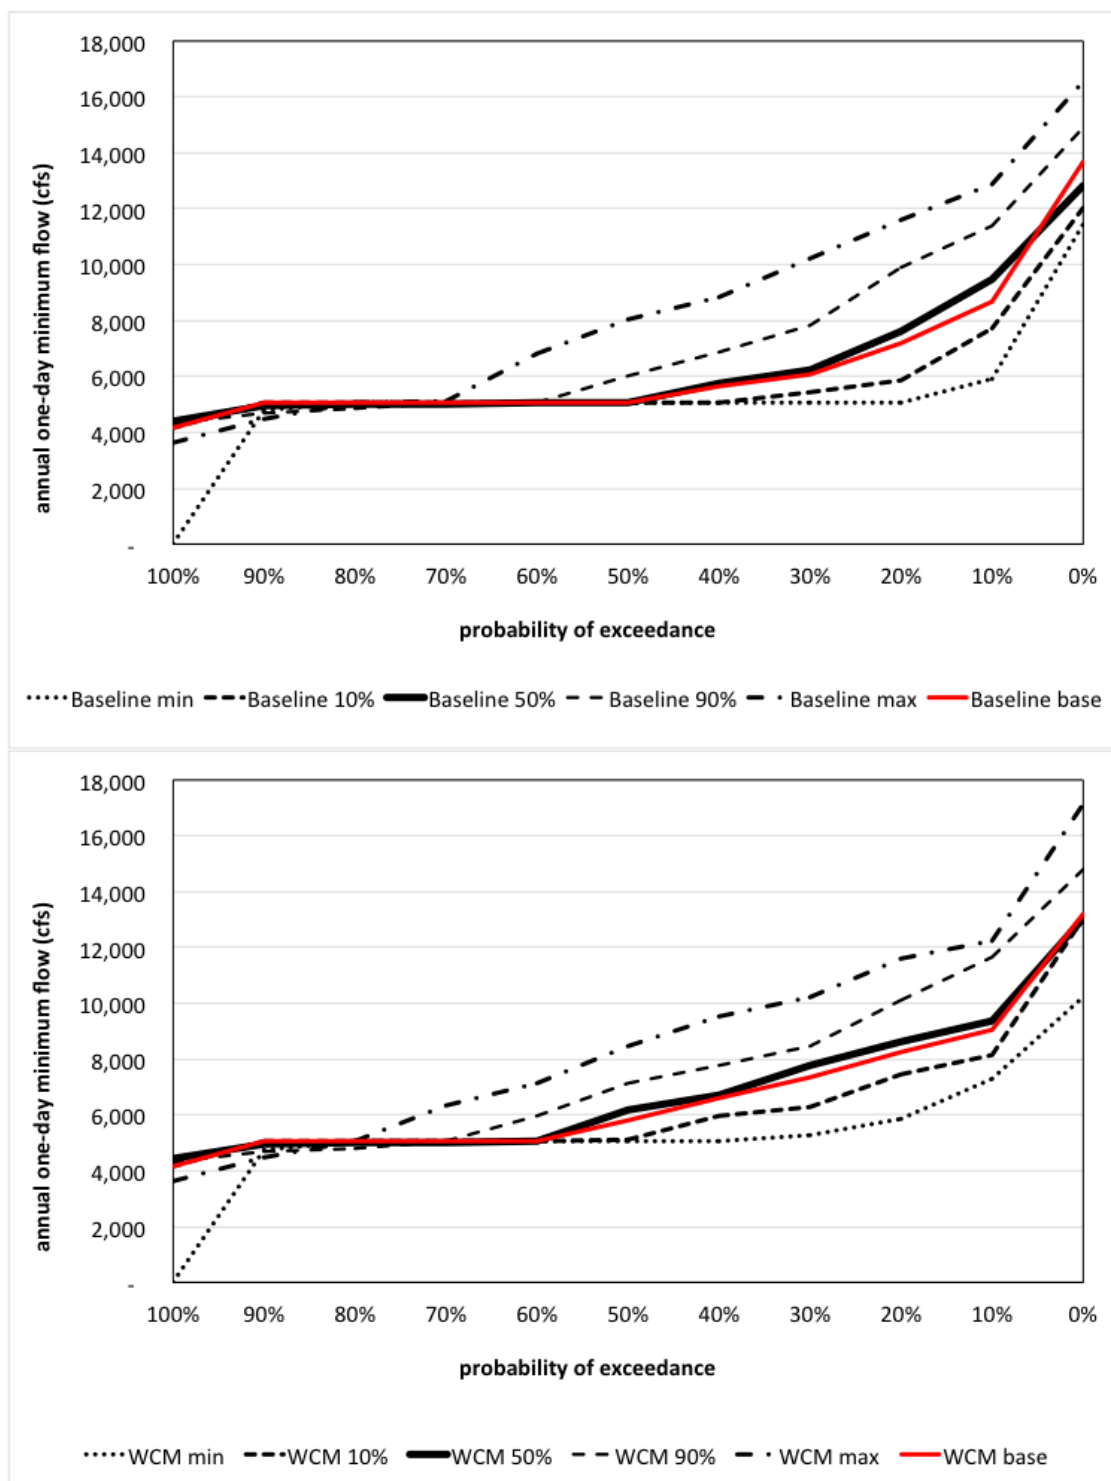 18,000
16,000
14,000
12,000
10,000
8,000
6,000
4,000
2,000
-
annual one-day minimum flow (cfs)
100% 90% 80% 70% 60% 50% 40% 30% 20% 10% 0%
probability of exceedance
Baseline min Baseline 10% Baseline 50% Baseline 90% Baseline max Baseline base
18,000
16,000
14,000
12,000
10,000
8,000
6,000
4,000
2,000
-
annual one-day minimum flow (cfs)
100% 90% 80% 70% 60% 50% 40% 30% 20% 10% 0%
probability of exceedance
WCM min WCM 10% WCM 50% WCM 90% WCM max WCM base